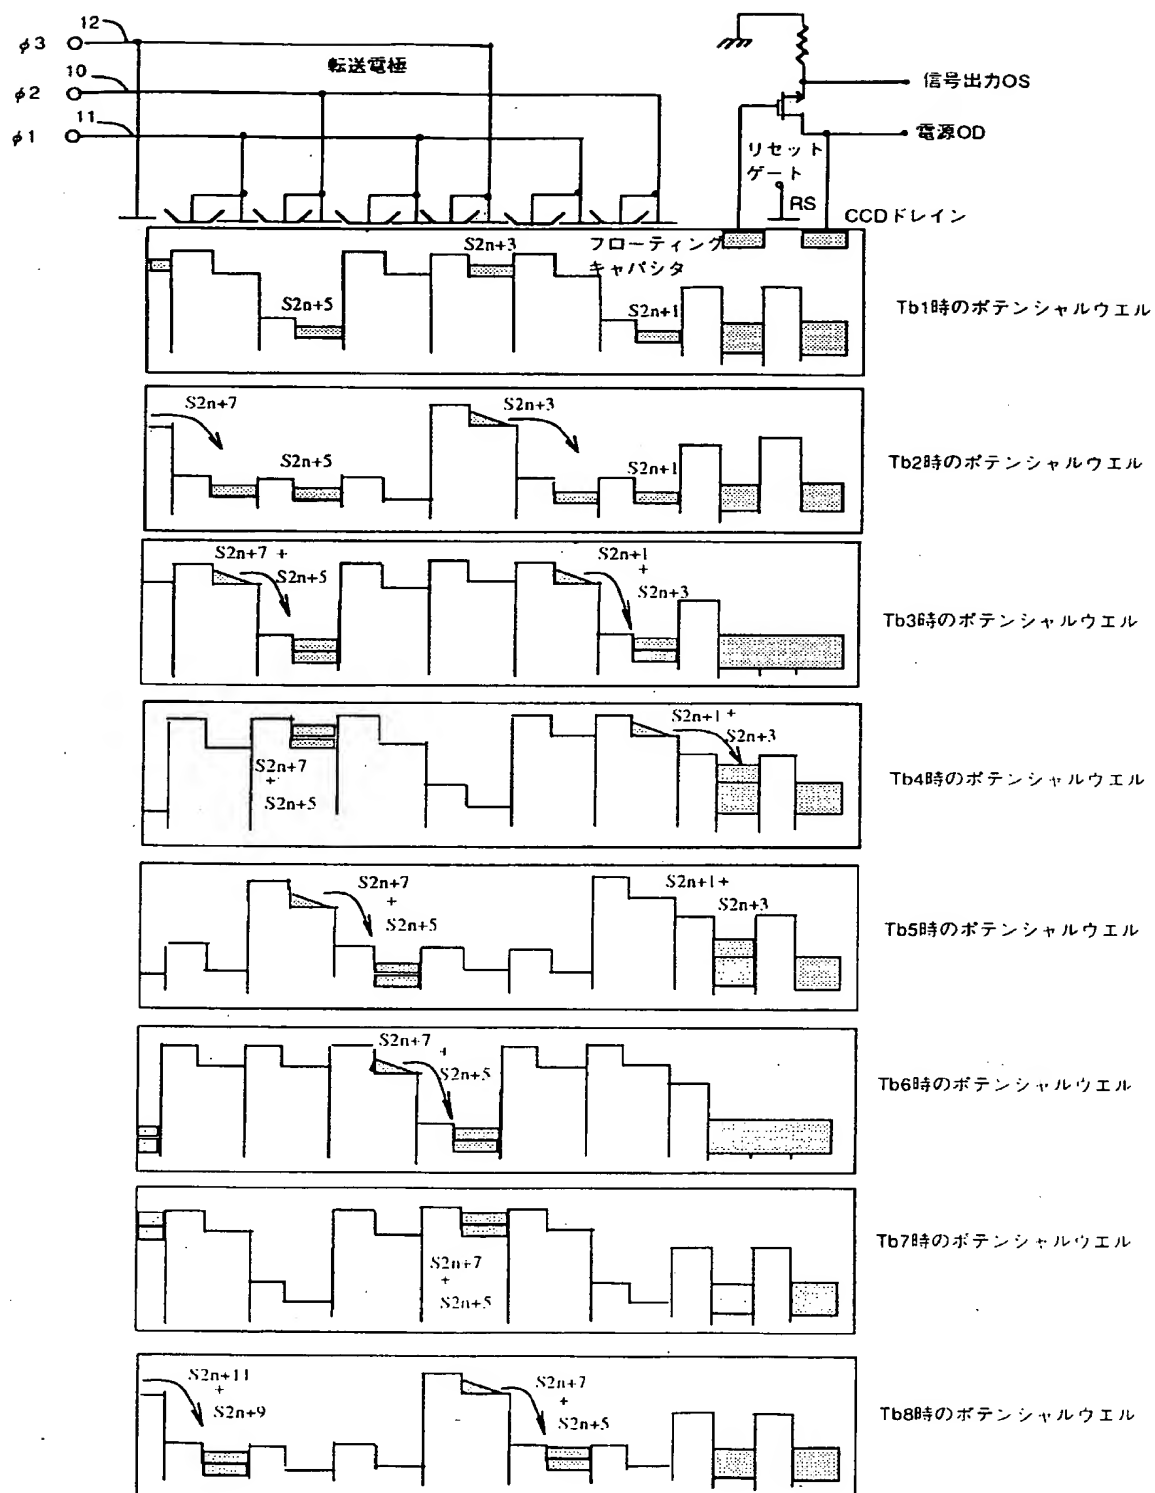 12
φ3
転送電極
10
φ2
11
φ1
信号出力OS
電源OD
リセット
ゲート
RS
CCDドレイン
フローティング
キャパシタ
S2n+3
S2n+5
S2n+1
Tb1時のポテンシャルウエル
S2n+7
S2n+3
S2n+5
S2n+1
Tb2時のポテンシャルウエル
S2n+7 +
S2n+5
S2n+1
+
S2n+3
Tb3時のポテンシャルウエル
S2n+1 +
S2n+3
S2n+7
+
S2n+5
Tb4時のポテンシャルウエル
S2n+7
+
S2n+5
S2n+1 +
S2n+3
Tb5時のポテンシャルウエル
S2n+7
+
S2n+5
Tb6時のポテンシャルウエル
S2n+7
+
S2n+5
Tb7時のポテンシャルウエル
S2n+11
+
S2n+9
S2n+7
+
S2n+5
Tb8時のポテンシャルウエル